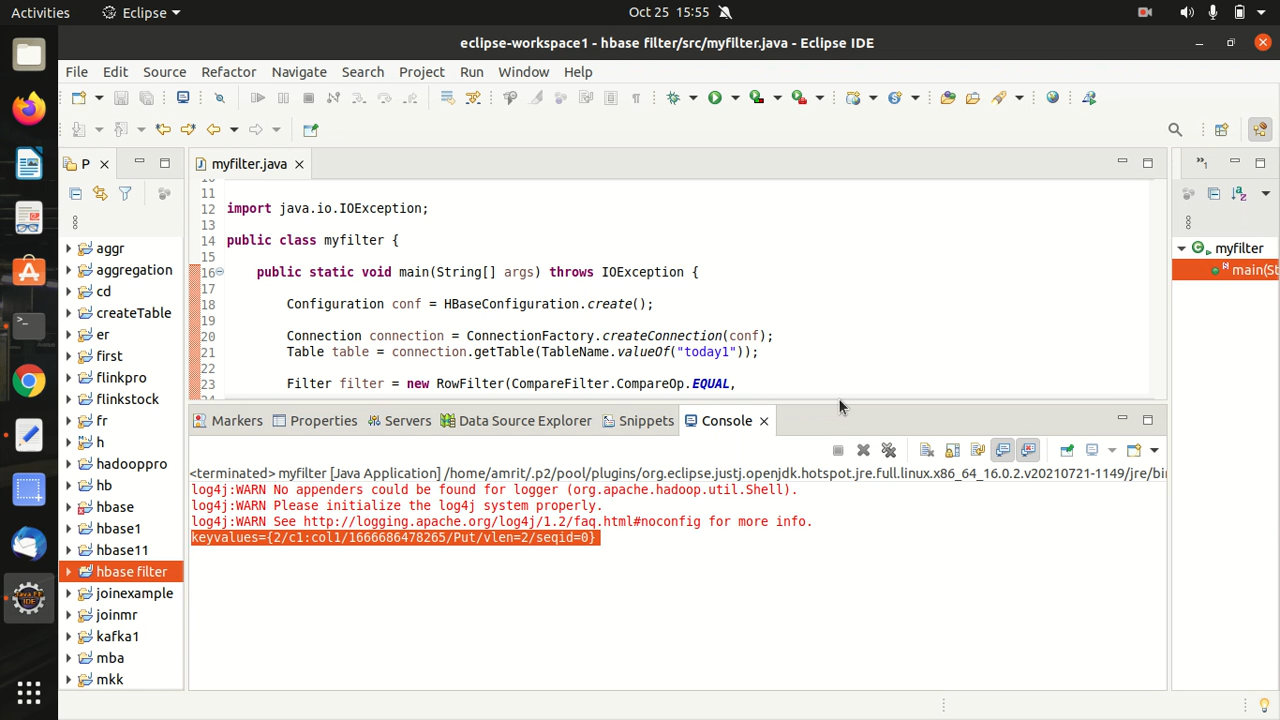 Activities Eclipse Oct 25 15:55
eclipse-workspace1 - hbase filter/src/myfilter.java - Eclipse IDE
File Edit Source Refactor Navigate Search Project Run Window Help
P myfilter.java
11
12 import java.io.IOException;
13
14 public class myfilter {
15
16 public static void main(String[] args) throws IOException {
17
18 Configuration conf = HBaseConfiguration.create();
19
20 Connection connection = ConnectionFactory.createConnection(conf);
21 Table table = connection.getTable(TableName.valueOf("today1"));
22
23 Filter filter = new RowFilter(CompareFilter.CompareOp.EQUAL,
aggr
aggregation
cd
createTable
er
first
flinkpro
flinkstock
fr
h
hadooppro
hb
hbase
hbase1
hbase11
hbase filter
joinexample
joinmr
kafka1
mba
mkk
Markers Properties Servers Data Source Explorer Snippets Console
<terminated> myfilter [Java Application] /home/amrit/.p2/pool/plugins/org.eclipse.justj.openjdk.hotspot.jre.full.linux.x86_64_16.0.2.v20210721-1149/jre/bin
log4j:WARN No appenders could be found for logger (org.apache.hadoop.util.Shell).
log4j:WARN Please initialize the log4j system properly.
log4j:WARN See http://logging.apache.org/log4j/1.2/faq.html#noconfig for more info.
keyvalues={2/c1:col1/1666686478265/Put/vlen=2/seqid=0}
myfilter
main(St